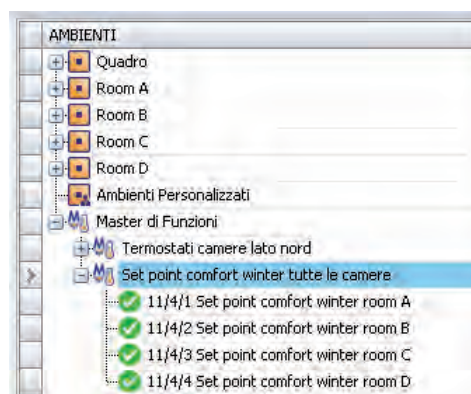 AMBIENTI
Quadro
Room A
Room B
Room C
Room D
Ambienti Personalizzati
Master di Funzioni
Termostati camere lato nord
Set point comfort winter tutte le camere
11/4/1 Set point comfort winter room A
11/4/2 Set point comfort winter room B
11/4/3 Set point comfort winter room C
11/4/4 Set point comfort winter room D